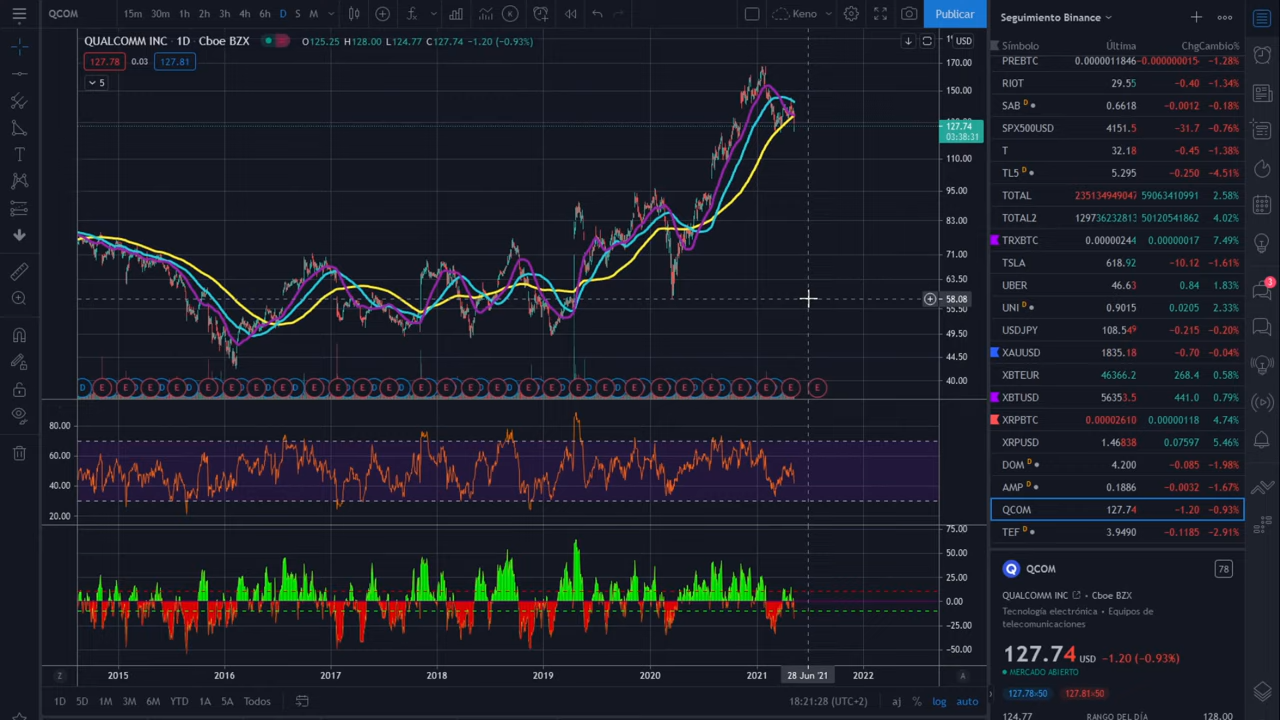 QCOM
15m 30m 1h 2h 3h 4h 6h D S M
Keno
Publicar
QUALCOMM INC · 1D · Cboe BZX
O125.25 H128.00 L124.77 C127.74 −1.20 (−0.93%)
127.78 0.03 127.81
5
USD
170.00
150.00
127.74
03:38:31
110.00
95.00
83.00
71.00
63.50
58.08
55.50
49.50
44.50
40.00
80.00
60.00
40.00
20.00
75.00
50.00
25.00
0.00
−25.00
−50.00
Z
2015 2016 2017 2018 2019 2020 2021 28 Jun '21 2022
A
1D 5D 1M 3M 6M YTD 1A 5A Todos
18:21:28 (UTC+2)
aj % log auto
Seguimiento Binance
Símbolo Última Chg Cambio%
PREBTC 0.0000011846 −0.000000015 −1.28%
RIOT 29.55 −0.40 −1.34%
SAB D 0.6618 −0.0012 −0.18%
SPX500USD 4151.5 −31.7 −0.76%
T 32.18 −0.45 −1.38%
TL5 D 5.295 −0.250 −4.51%
TOTAL 235134949047 59063410991 2.58%
TOTAL2 129736232813 50120541862 4.02%
TRXBTC 0.00000244 0.00000017 7.49%
TSLA 618.92 −10.12 −1.61%
UBER 46.63 0.84 1.83%
UNI D 0.9015 0.0205 2.33%
USDJPY 108.549 −0.215 −0.20%
XAUUSD 1835.18 −0.70 −0.04%
XBTEUR 46366.2 268.4 0.58%
XBTUSD 56353.5 441.0 0.79%
XRPBTC 0.00002610 0.00000118 4.74%
XRPUSD 1.46838 0.07597 5.46%
DOM D 4.200 −0.085 −1.98%
AMP D 0.1886 −0.0032 −1.67%
QCOM 127.74 −1.20 −0.93%
TEF D 3.9490 −0.1185 −2.91%
QCOM
78
QUALCOMM INC · Cboe BZX
Tecnología electrónica · Equipos de
telecomunicaciones
127.74 USD −1.20 (−0.93%)
MERCADO ABIERTO
127.78×50 127.81×50
124.77 RANGO DEL DÍA 128.00
3